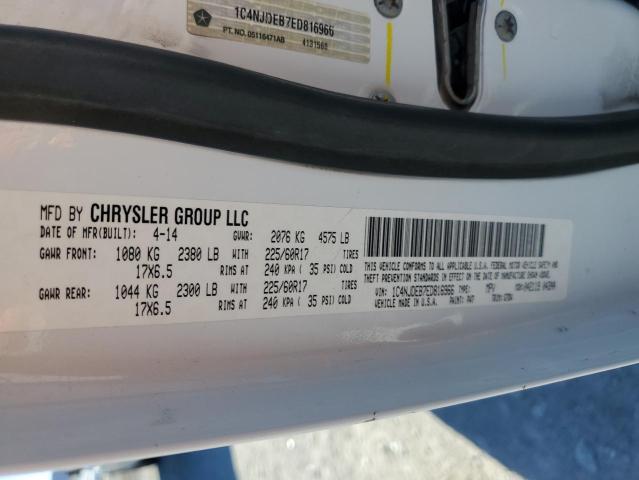 1C4NJDEB7ED816966
PT. NO. 05116471AB 4131568
MFD BY CHRYSLER GROUP LLC
DATE OF MFR(BUILT): 4-14 GVWR: 2076 KG 4575 LB
GAWR FRONT: 1080 KG 2380 LB WITH 225/60R17 TIRES
17X6.5 RIMS AT 240 KPA ( 35 PSI) COLD
GAWR REAR: 1044 KG 2300 LB WITH 225/60R17 TIRES
17X6.5 RIMS AT 240 KPA ( 35 PSI) COLD
THIS VEHICLE CONFORMS TO ALL APPLICABLE U.S.A. FEDERAL MOTOR VEHICLE SAFETY AND
THEFT PREVENTION STANDARDS IN EFFECT ON THE DATE OF MANUFACTURE SHOWN ABOVE.
VIN: 1C4NJDEB7ED816966 TYPE: MPV
VEHICLE MADE IN U.S.A. PAINT: PW7